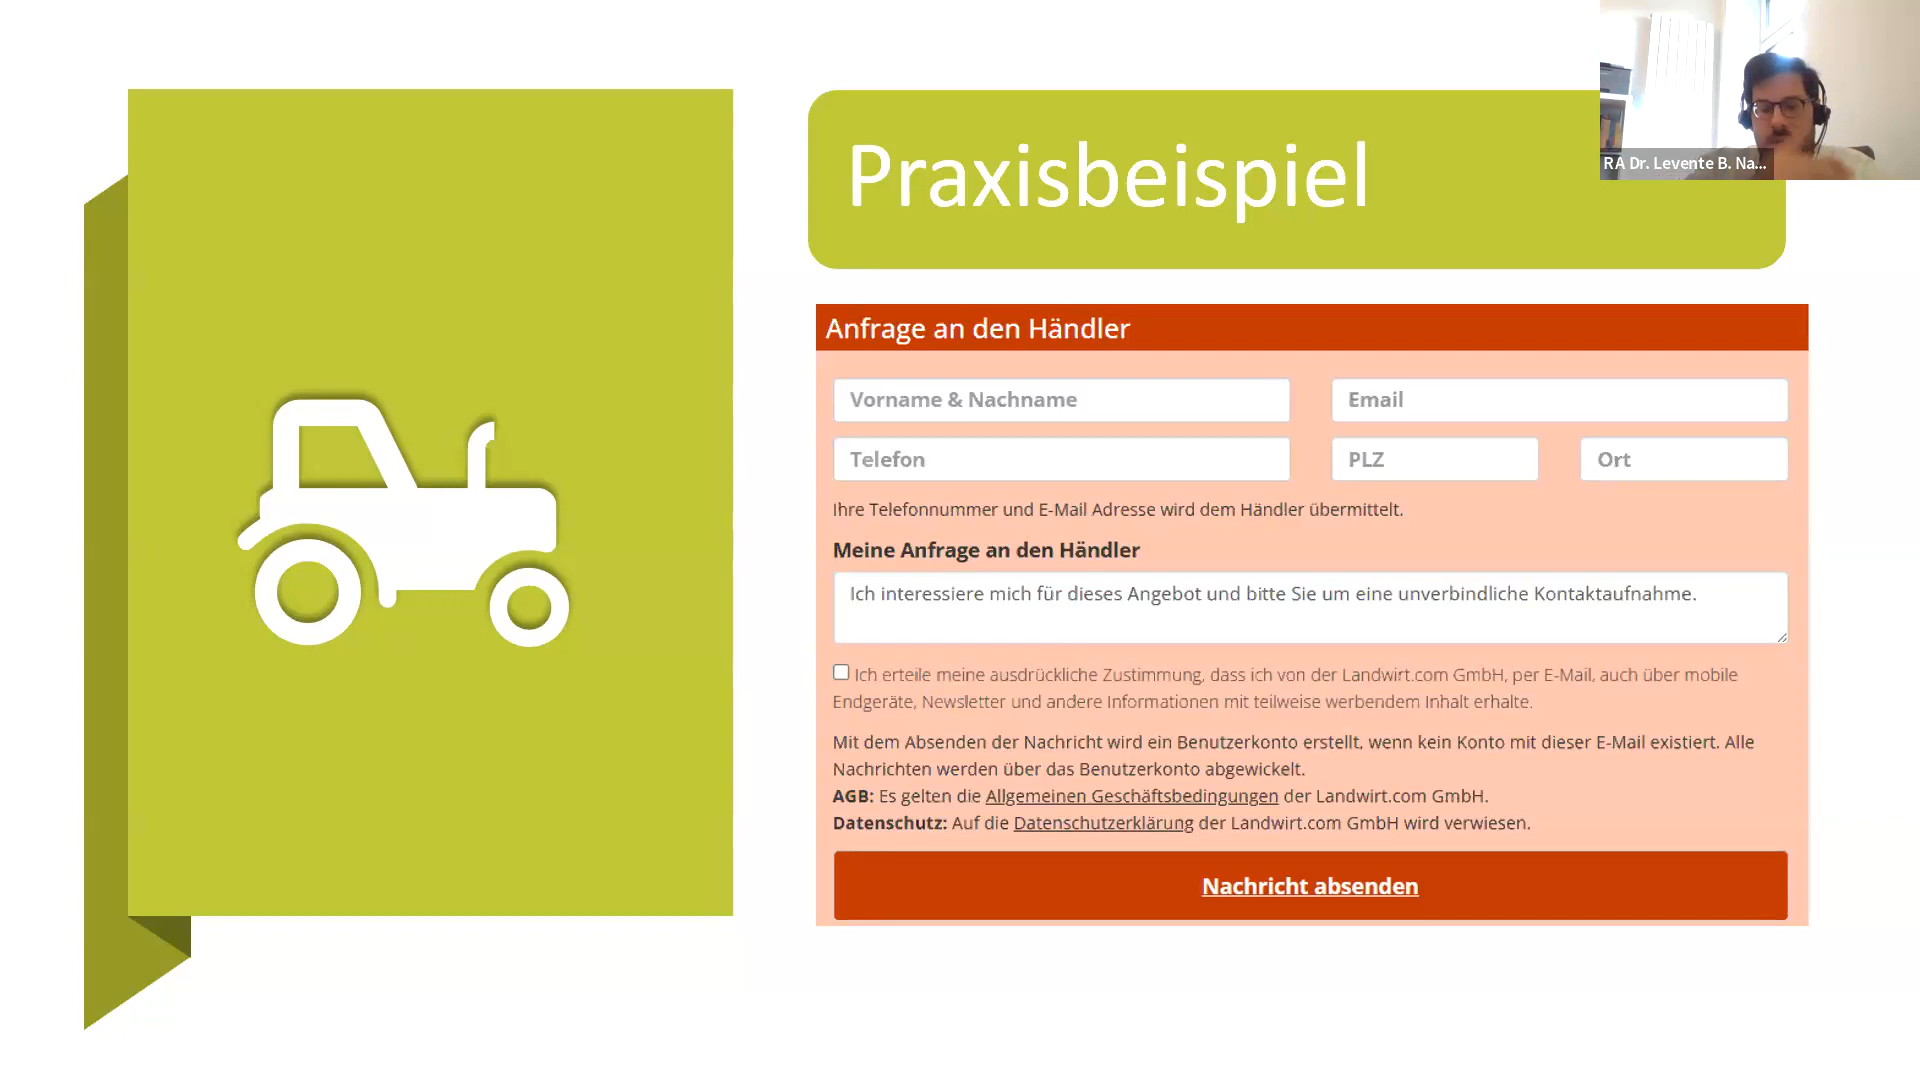 Praxisbeispiel
RA Dr. Levente B. Na...
Anfrage an den Händler
Vorname & Nachname
Email
Telefon
PLZ
Ort
Ihre Telefonnummer und E-Mail Adresse wird dem Händler übermittelt.
Meine Anfrage an den Händler
Ich interessiere mich für dieses Angebot und bitte Sie um eine unverbindliche Kontaktaufnahme.
Ich erteile meine ausdrückliche Zustimmung, dass ich von der Landwirt.com GmbH, per E-Mail, auch über mobile
Endgeräte, Newsletter und andere Informationen mit teilweise werbendem Inhalt erhalte.
Mit dem Absenden der Nachricht wird ein Benutzerkonto erstellt, wenn kein Konto mit dieser E-Mail existiert. Alle
Nachrichten werden über das Benutzerkonto abgewickelt.
AGB: Es gelten die Allgemeinen Geschäftsbedingungen der Landwirt.com GmbH.
Datenschutz: Auf die Datenschutzerklärung der Landwirt.com GmbH wird verwiesen.
Nachricht absenden